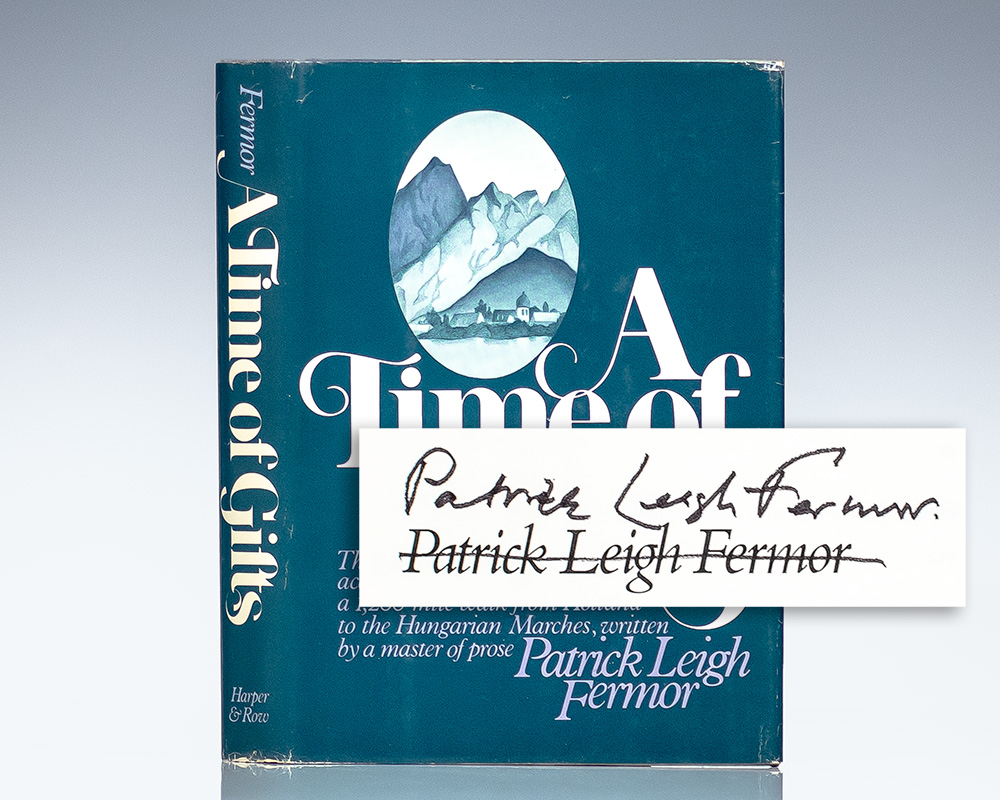 Fermor
A Time of Gifts
Harper
& Row
A
Time of
Patrick Leigh Fermor.
Patrick Leigh Fermor
to the Hungarian Marches, written
by a master of prose
Patrick Leigh
Fermor